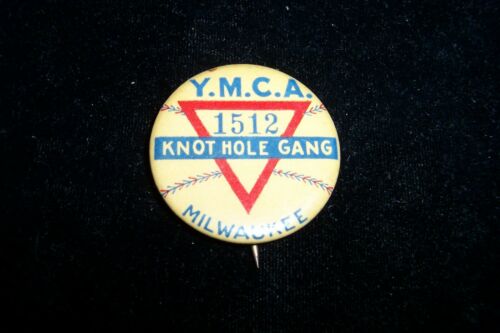 Y.M.C.A.
1512
KNOT HOLE GANG
MILWAUKEE